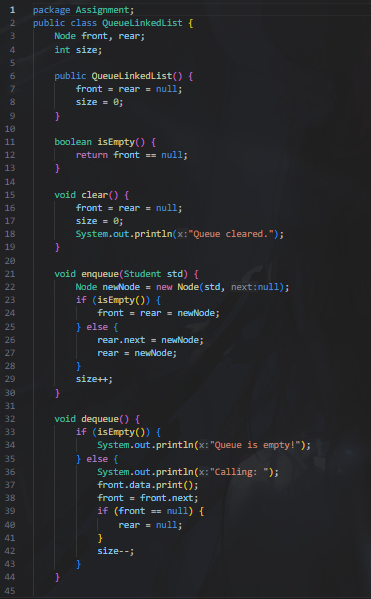 1 package Assignment;
2 public class QueueLinkedList {
3     Node front, rear;
4     int size;
5
6     public QueueLinkedList() {
7         front = rear = null;
8         size = 0;
9     }
10
11     boolean isEmpty() {
12         return front == null;
13     }
14
15     void clear() {
16         front = rear = null;
17         size = 0;
18         System.out.println(x:"Queue cleared.");
19     }
20
21     void enqueue(Student std) {
22         Node newNode = new Node(std, next:null);
23         if (isEmpty()) {
24             front = rear = newNode;
25         } else {
26             rear.next = newNode;
27             rear = newNode;
28         }
29         size++;
30     }
31
32     void dequeue() {
33         if (isEmpty()) {
34             System.out.println(x:"Queue is empty!");
35         } else {
36             System.out.println(x:"Calling: ");
37             front.data.print();
38             front = front.next;
39             if (front == null) {
40                 rear = null;
41             }
42             size--;
43         }
44     }
45